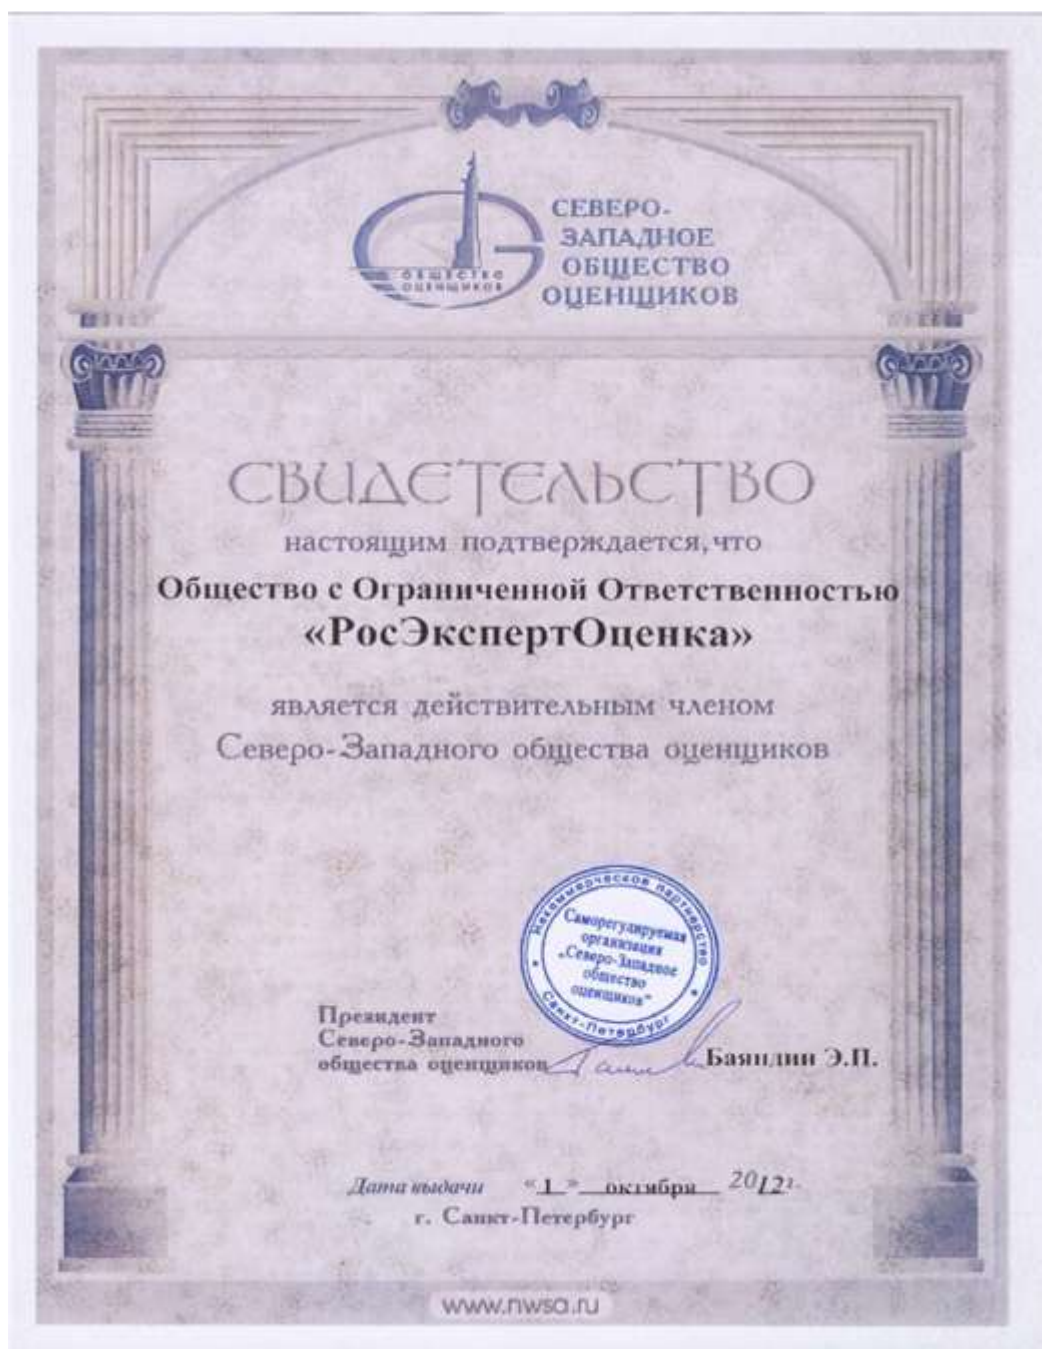 СЕВЕРО-
ЗАПАДНОЕ
ОБЩЕСТВО
ОЦЕНЩИКОВ
ОБЩЕСТВО
ОЦЕНЩИКОВ
СВИДЕТЕЛЬСТВО
настоящим подтверждается, что
Общество с Ограниченной Ответственностью
«РосЭкспертОценка»
является действительным членом
Северо-Западного общества оценщиков
Некоммерческое партнерство
Саморегулируемая
организация
„Северо-Западное
общество
оценщиков"
Санкт-Петербург
Президент
Северо-Западного
общества оценщиков
Баяндин Э.П.
Дата выдачи «1» октября 2012г.
г. Санкт-Петербург
www.nwsa.ru